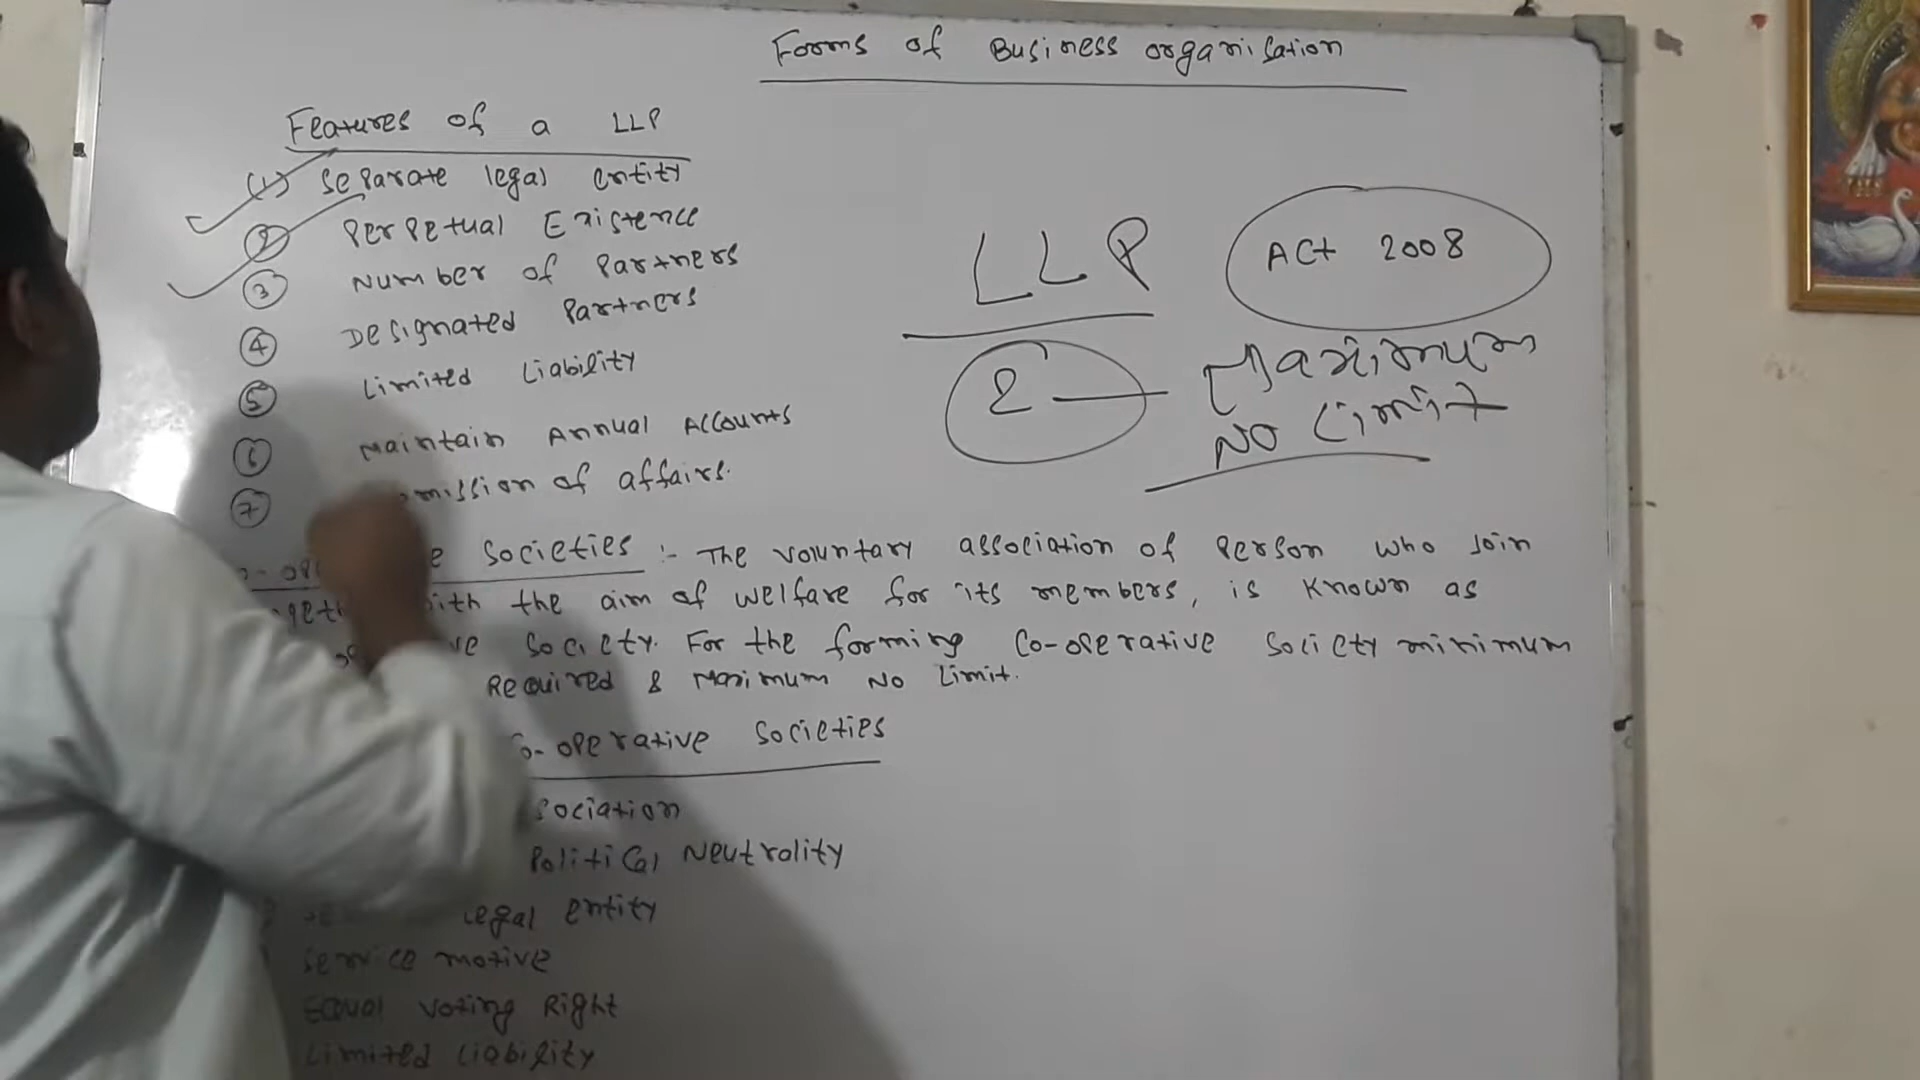 Forms of Business organisation
Features of a LLP
(1) Separate legal entity
(2) Perpetual Existence
(3) Number of Partners
(4) Designated Partners
(5) Limited Liability
(6) Maintain Annual Accounts
(7) mission of affairs.
LLP
Act 2008
2 — Maximum
No Limit
Societies :- The voluntary association of Person who Join
ith the aim of welfare for its members, is known as
ve Society. For the forming Co-operative Society minimum
Required & Maximum No Limit.
Co-operative Societies
sociation
Political Neutrality
Legal entity
Service motive
Equal Voting Right
Limited Liability